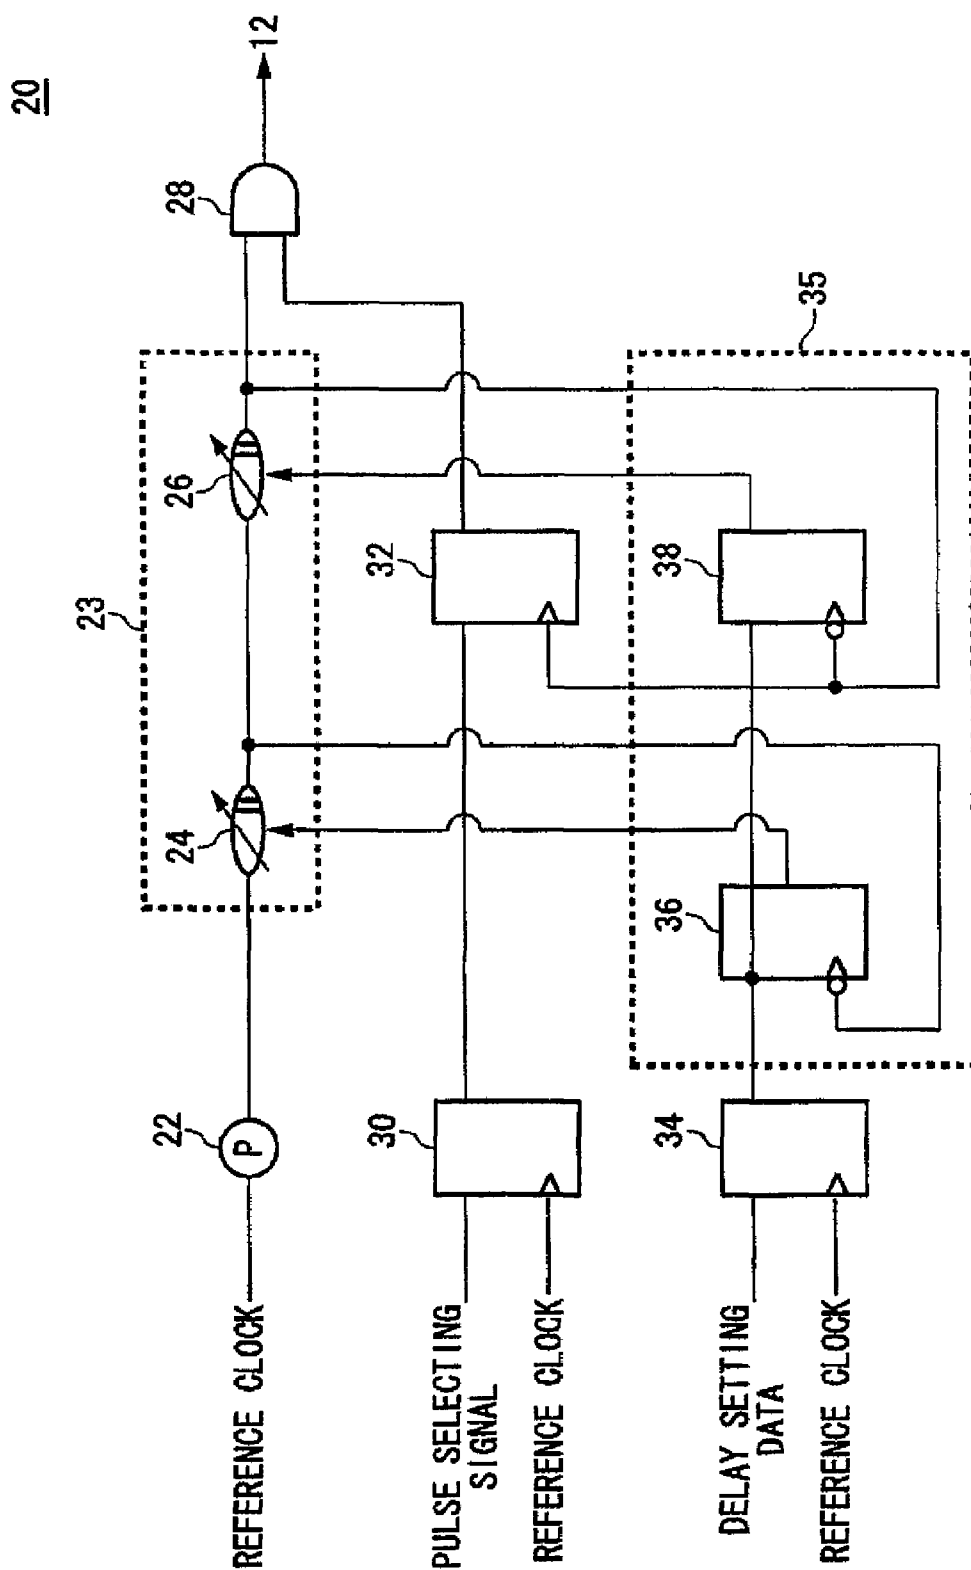 20
12
28
23
26
24
22
P
REFERENCE CLOCK
32
30
PULSE SELECTING
SIGNAL
REFERENCE CLOCK
35
38
36
34
DELAY SETTING
DATA
REFERENCE CLOCK